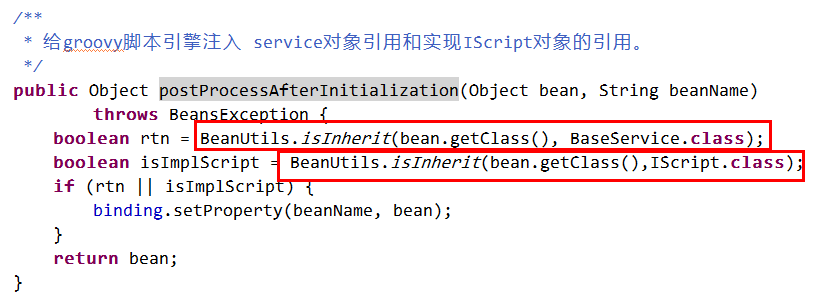 /**
 * 给groovy脚本引擎注入 service对象引用和实现IScript对象的引用。
 */
public Object postProcessAfterInitialization(Object bean, String beanName)
        throws BeansException {
    boolean rtn = BeanUtils.isInherit(bean.getClass(), BaseService.class);
    boolean isImplScript = BeanUtils.isInherit(bean.getClass(),IScript.class);
    if (rtn || isImplScript) {
        binding.setProperty(beanName, bean);
    }
    return bean;
}